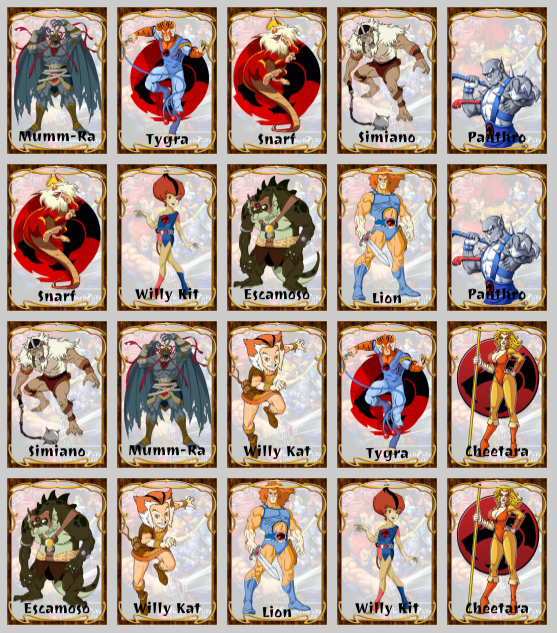 Mumm-Ra
Tygra
Snarf
Simiano
Panthro
Snarf
Willy Kit
Escamoso
Lion
Panthro
Simiano
Mumm-Ra
Willy Kat
Tygra
Cheetara
Escamoso
Willy Kat
Lion
Willy Kit
Cheetara